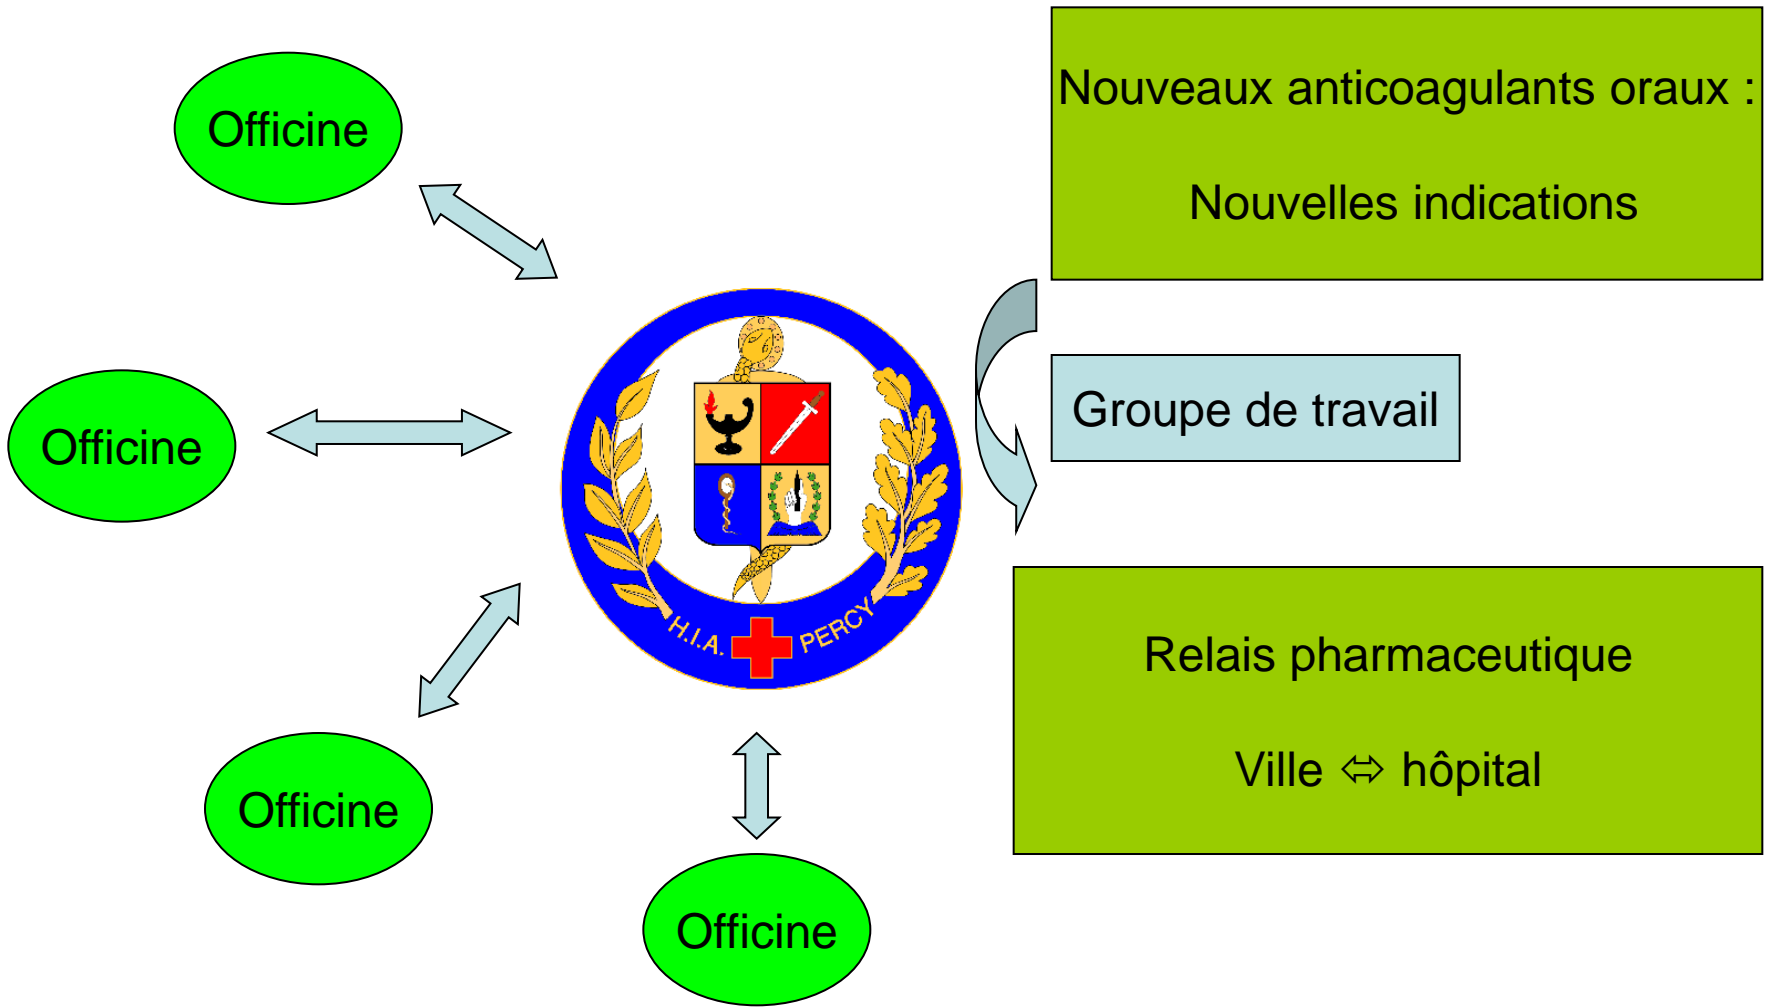 Officine
Nouveaux anticoagulants oraux :
Nouvelles indications
Officine
Groupe de travail
H.I.A. PERCY
Relais pharmaceutique
Ville ⇔ hôpital
Officine
Officine